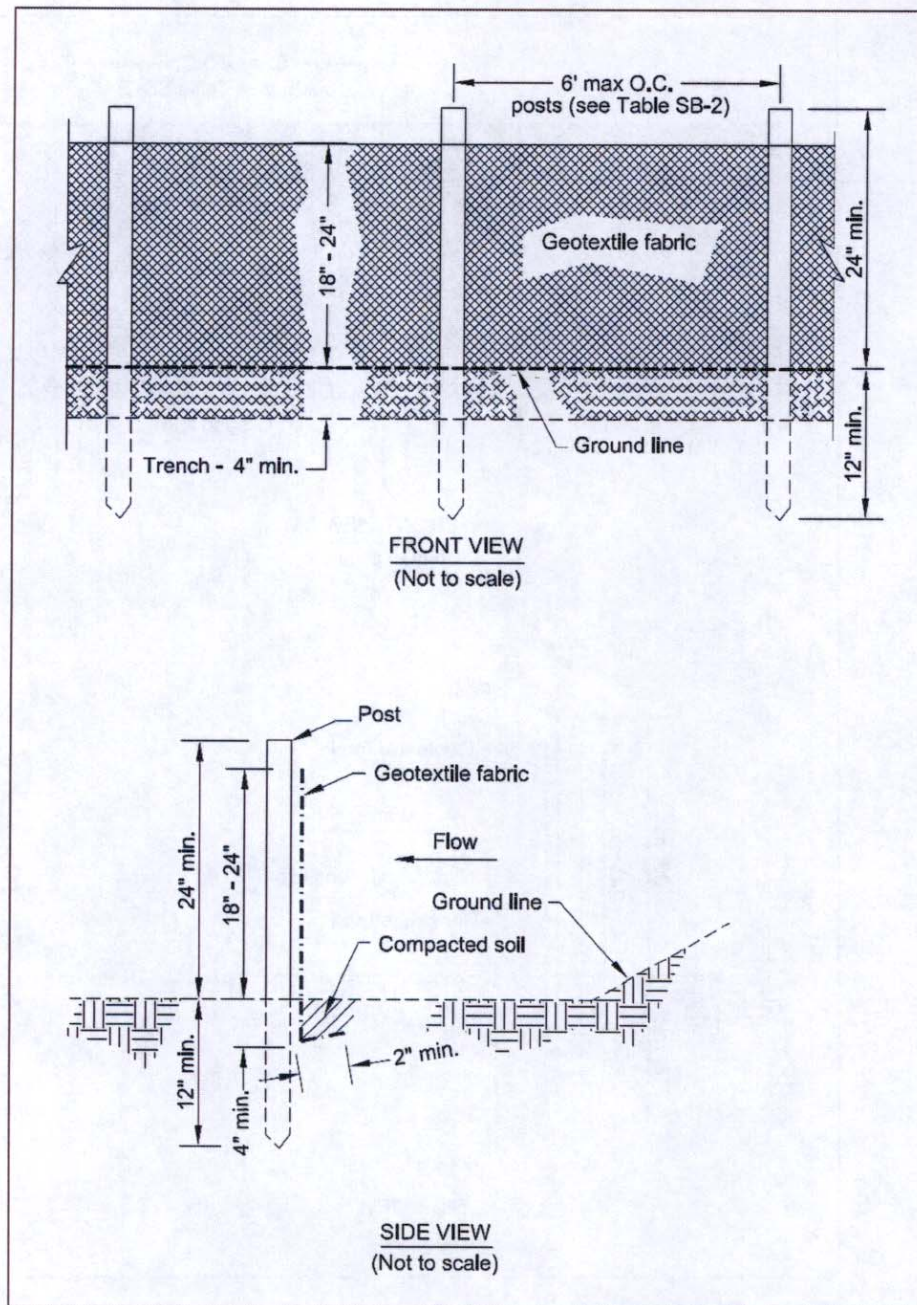 6' max O.C.
posts (see Table SB-2)
18" - 24"
Geotextile fabric
24" min.
12" min.
Ground line
Trench - 4" min.
FRONT VIEW
(Not to scale)
Post
Geotextile fabric
24" min.
18" - 24"
Flow
Ground line
Compacted soil
12" min.
4" min.
2" min.
SIDE VIEW
(Not to scale)